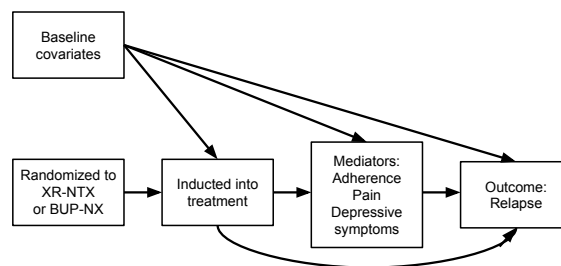 Baseline
covariates
Randomized to
XR-NTX
or BUP-NX
Inducted into
treatment
Mediators:
Adherence
Pain
Depressive
symptoms
Outcome:
Relapse